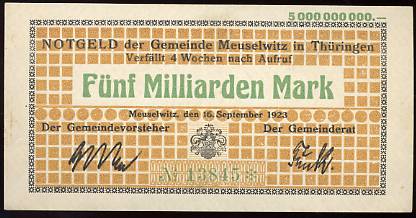 5 000 000 000.—
NOTGELD der Gemeinde Meuselwitz in Thüringen
Verfällt 4 Wochen nach Aufruf
Fünf Milliarden Mark
Meuselwitz, den 16. September 1923
Der Gemeindevorsteher Der Gemeinderat
№ 13845